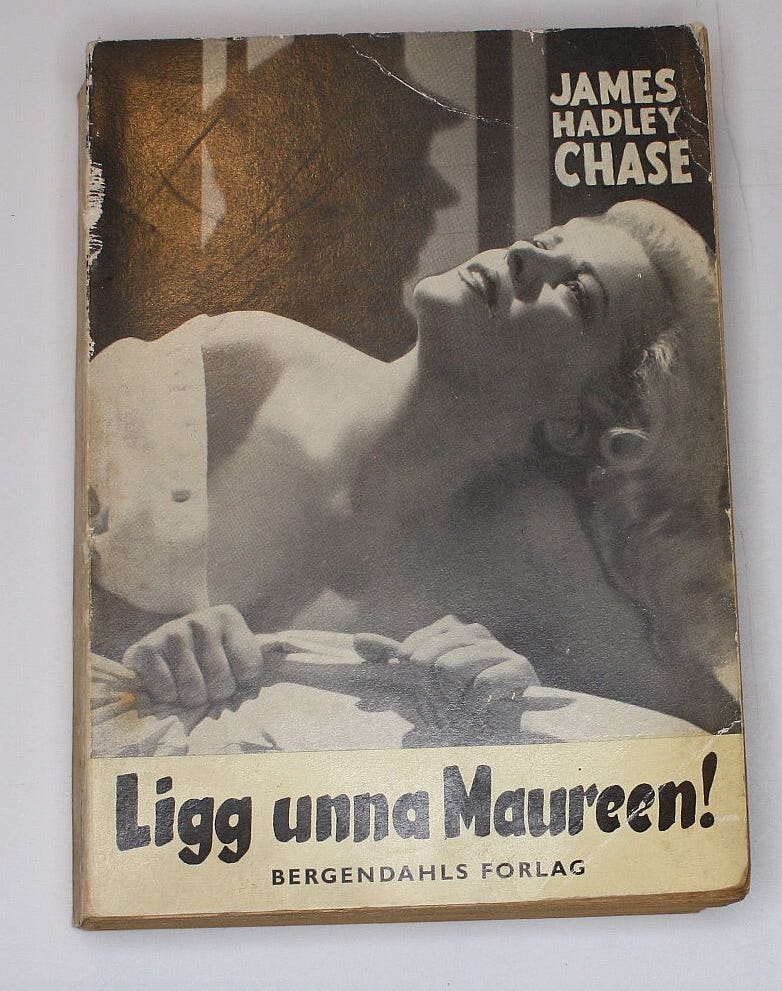 JAMES
HADLEY
CHASE
Ligg unna Maureen!
BERGENDAHLS FORLAG